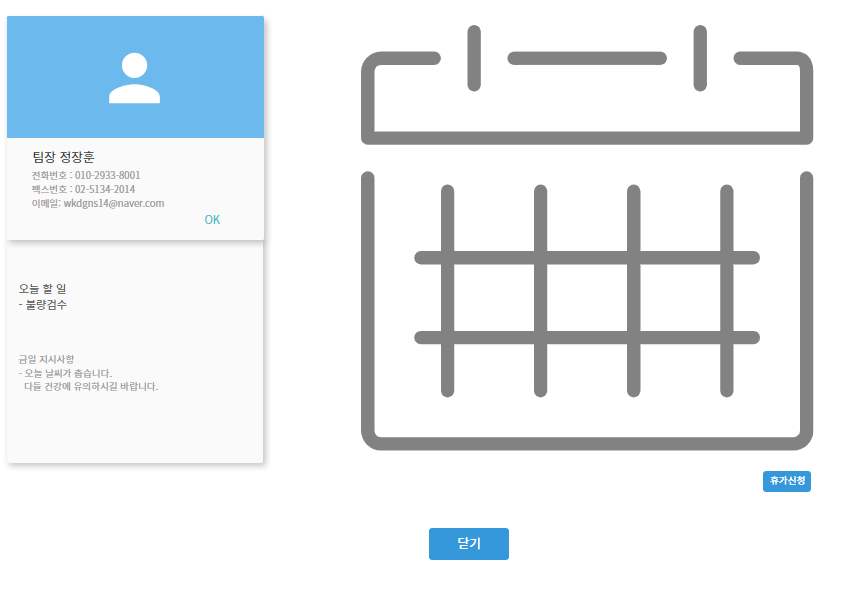 팀장 정장훈
전화번호 : 010-2933-8001
팩스번호 : 02-5134-2014
이메일: wkdgns14@naver.com
OK
오늘 할 일
- 불량검수
금일 지시사항
- 오늘 날씨가 춥습니다.
다들 건강에 유의하시길 바랍니다.
휴가신청
닫기